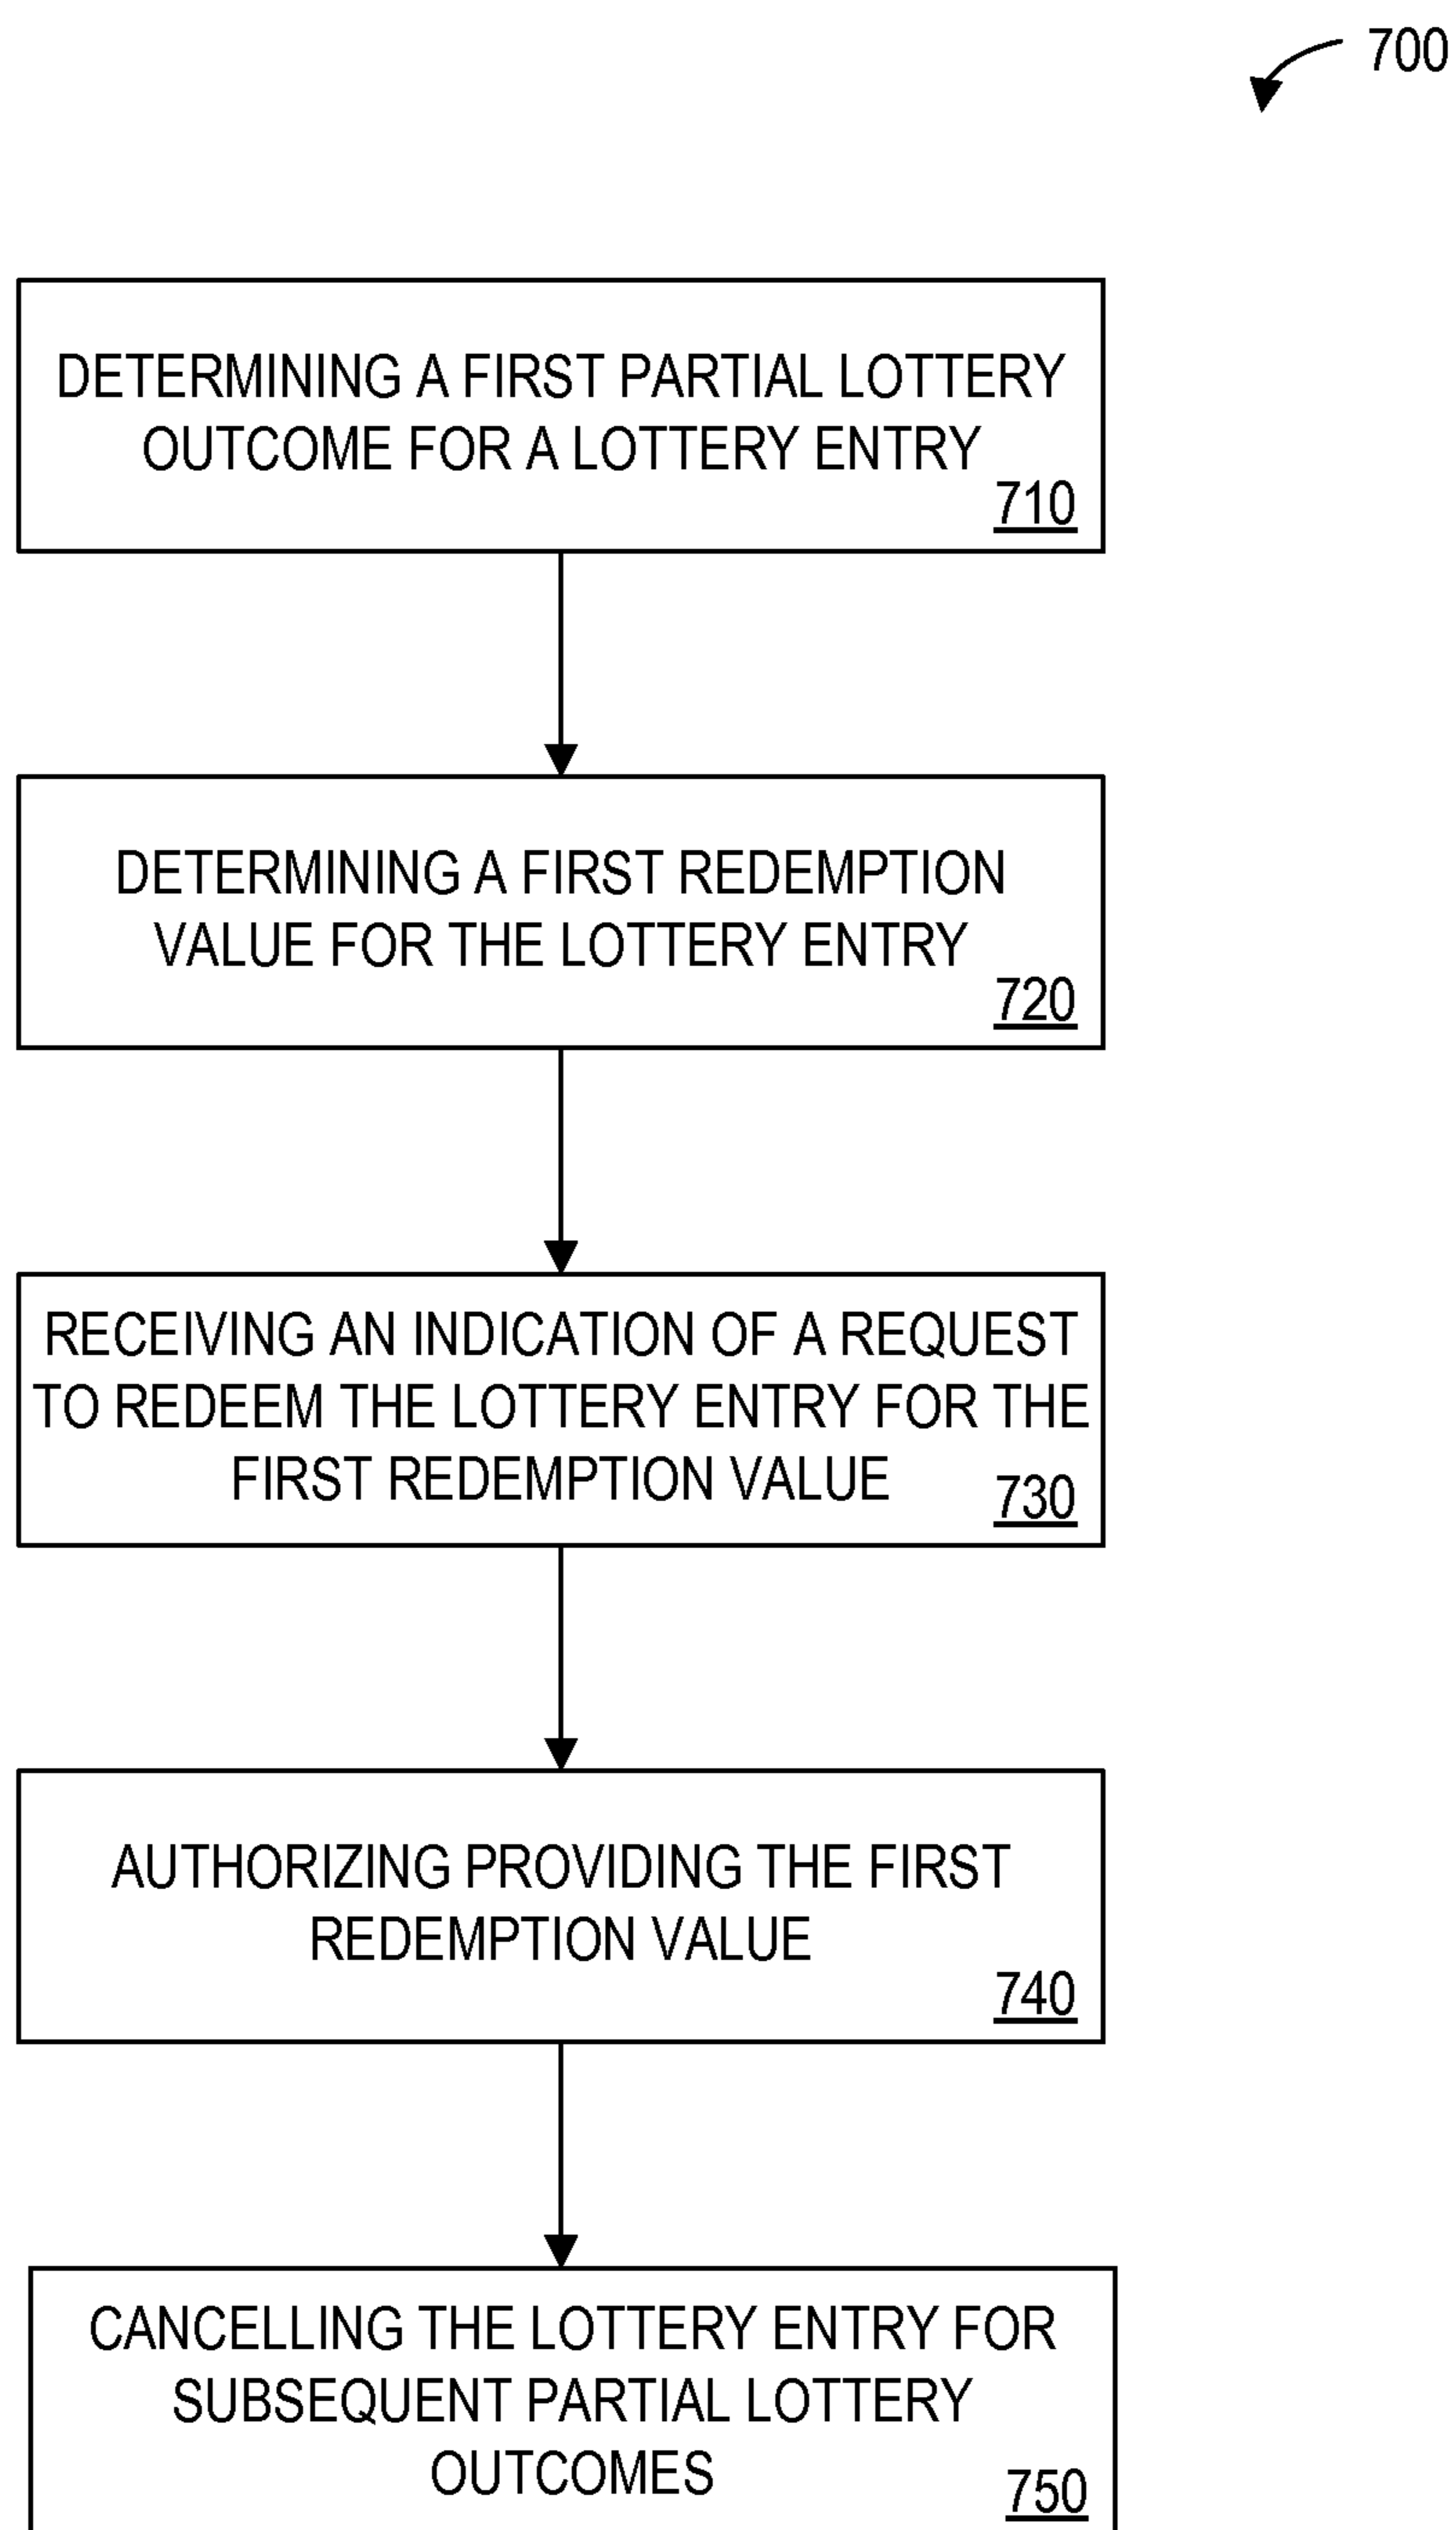 700
DETERMINING A FIRST PARTIAL LOTTERY
OUTCOME FOR A LOTTERY ENTRY
710
DETERMINING A FIRST REDEMPTION
VALUE FOR THE LOTTERY ENTRY
720
RECEIVING AN INDICATION OF A REQUEST
TO REDEEM THE LOTTERY ENTRY FOR THE
FIRST REDEMPTION VALUE
730
AUTHORIZING PROVIDING THE FIRST
REDEMPTION VALUE
740
CANCELLING THE LOTTERY ENTRY FOR
SUBSEQUENT PARTIAL LOTTERY
OUTCOMES
750